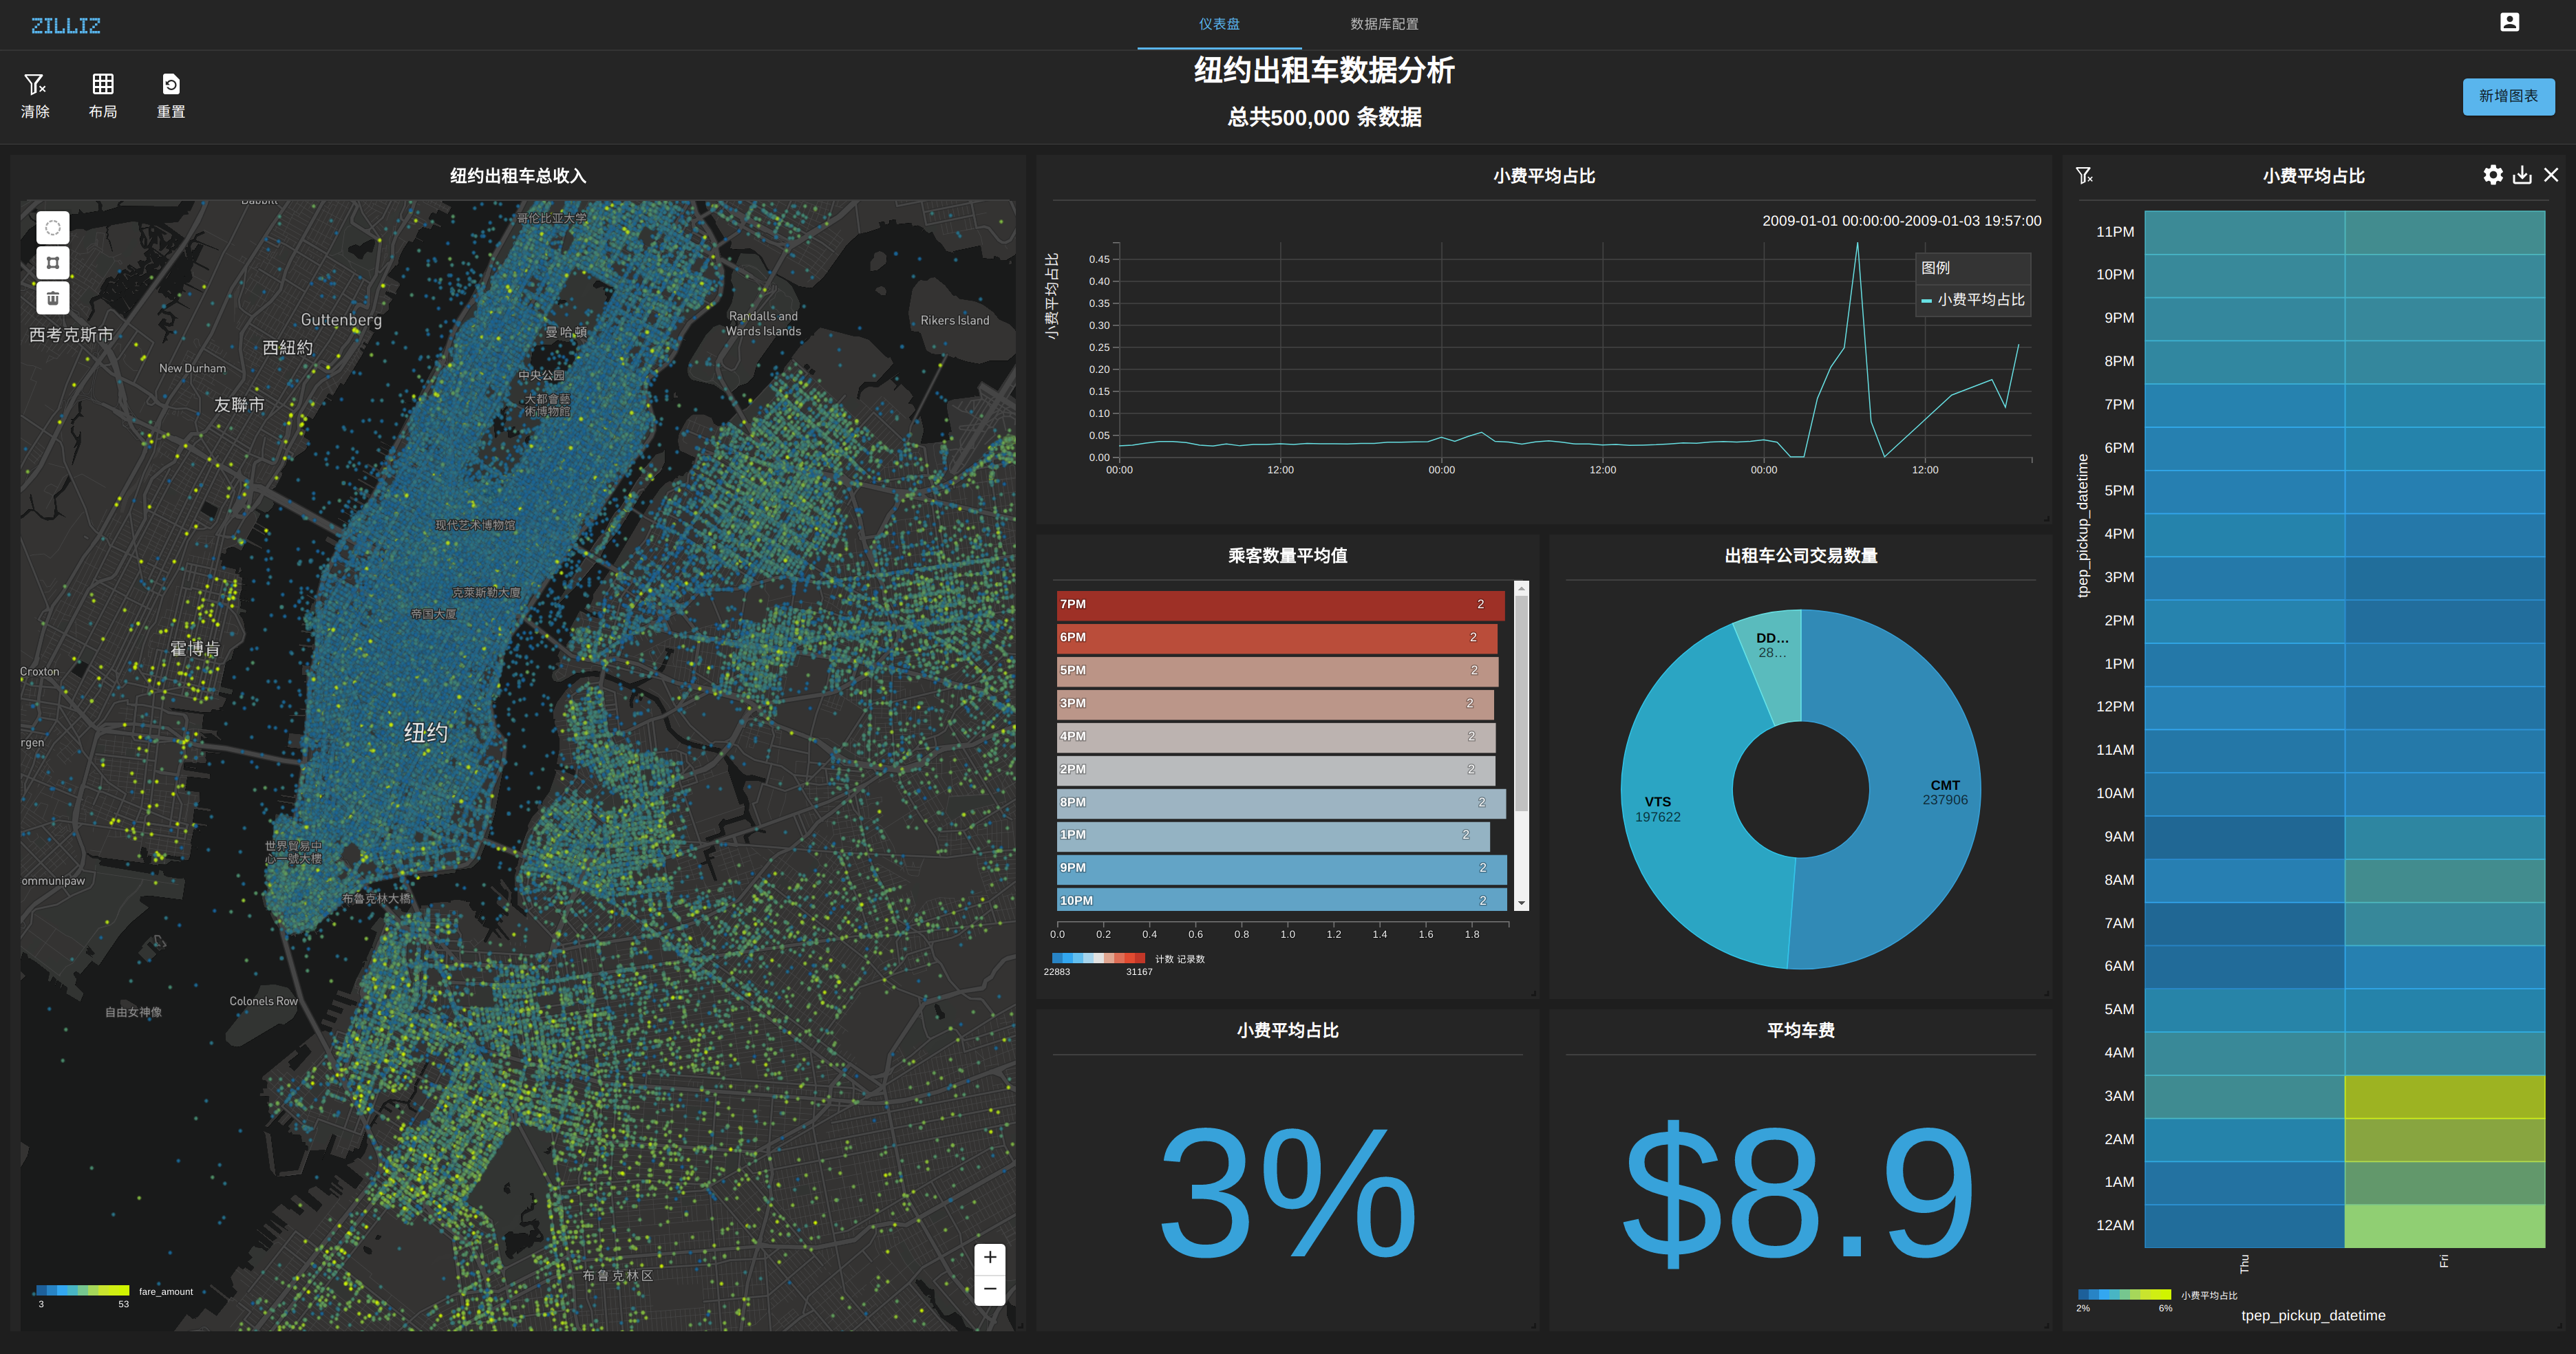 ZILLIZ
仪表盘
数据库配置
清除
布局
重置
纽约出租车数据分析
总共500,000 条数据
新增图表
纽约出租车总收入
哥伦比亚大学
Guttenberg
西考克斯市
西紐約
New Durham
友聯市
曼哈頓
Randalls and
Wards Islands
Rikers Island
中央公园
大都會藝
術博物館
现代艺术博物馆
克萊斯勒大廈
帝国大厦
霍博肯
Croxton
纽约
rgen
世界貿易中
心一號大樓
ommunipaw
布鲁克林大橋
Colonels Row
自由女神像
布鲁克林区
fare_amount
3
53
小费平均占比
2009-01-01 00:00:00-2009-01-03 19:57:00
小费平均占比
0.45
0.40
0.35
0.30
0.25
0.20
0.15
0.10
0.05
0.00
图例
小费平均占比
00:00
12:00
00:00
12:00
00:00
12:00
乘客数量平均值
7PM 2
6PM 2
5PM 2
3PM 2
4PM 2
2PM 2
8PM 2
1PM 2
9PM 2
10PM 2
0.0 0.2 0.4 0.6 0.8 1.0 1.2 1.4 1.6 1.8
计数 记录数
22883
31167
出租车公司交易数量
DD...
28...
CMT
237906
VTS
197622
小费平均占比
3%
平均车费
$8.9
小费平均占比
tpep_pickup_datetime
11PM
10PM
9PM
8PM
7PM
6PM
5PM
4PM
3PM
2PM
1PM
12PM
11AM
10AM
9AM
8AM
7AM
6AM
5AM
4AM
3AM
2AM
1AM
12AM
Thu
Fri
小费平均占比
2%
6%
tpep_pickup_datetime